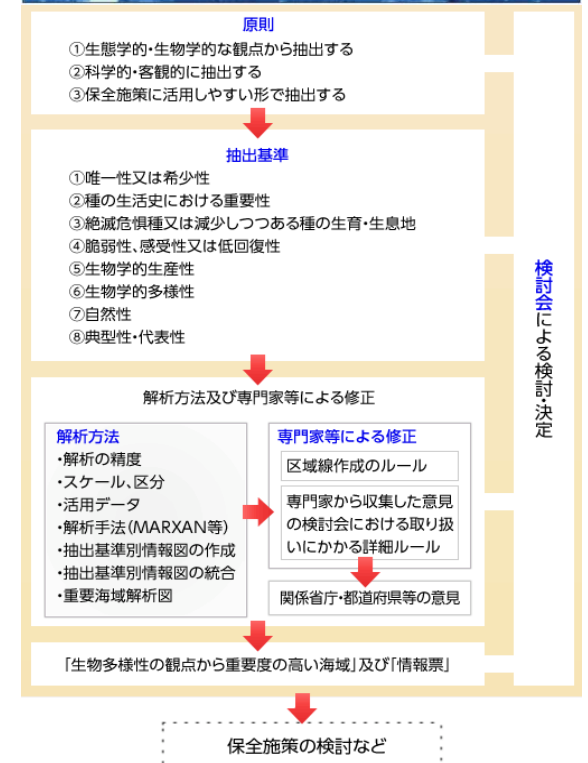 原則
①生態学的・生物学的な観点から抽出する
②科学的・客観的に抽出する
③保全施策に活用しやすい形で抽出する
抽出基準
①唯一性又は希少性
②種の生活史における重要性
③絶滅危惧種又は減少しつつある種の生育・生息地
④脆弱性、感受性又は低回復性
⑤生物学的生産性
⑥生物学的多様性
⑦自然性
⑧典型性・代表性
解析方法及び専門家等による修正
解析方法
・解析の精度
・スケール、区分
・活用データ
・解析手法(MARXAN等)
・抽出基準別情報図の作成
・抽出基準別情報図の統合
・重要海域解析図
専門家等による修正
区域線作成のルール
専門家から収集した意見
の検討会における取り扱
いにかかる詳細ルール
関係省庁・都道府県等の意見
「生物多様性の観点から重要度の高い海域」及び「情報票」
検討会による検討・決定
保全施策の検討など